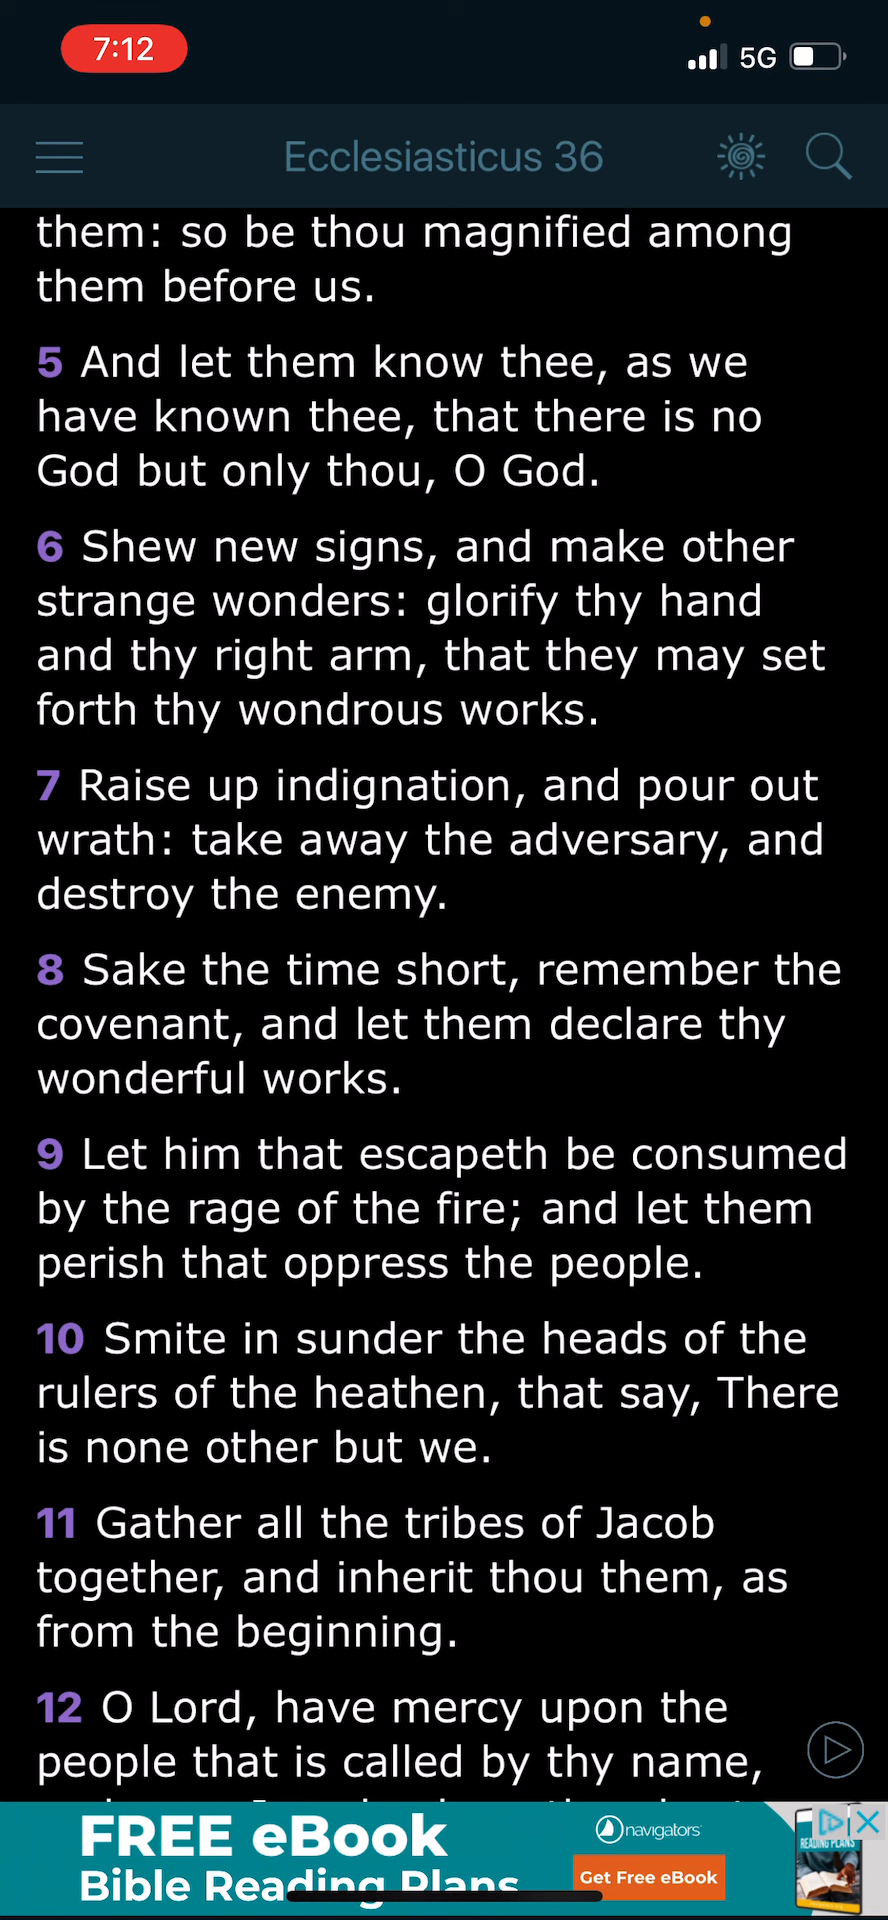 7:12
5G
Ecclesiasticus 36
them: so be thou magnified among
them before us.
5 And let them know thee, as we
have known thee, that there is no
God but only thou, O God.
6 Shew new signs, and make other
strange wonders: glorify thy hand
and thy right arm, that they may set
forth thy wondrous works.
7 Raise up indignation, and pour out
wrath: take away the adversary, and
destroy the enemy.
8 Sake the time short, remember the
covenant, and let them declare thy
wonderful works.
9 Let him that escapeth be consumed
by the rage of the fire; and let them
perish that oppress the people.
10 Smite in sunder the heads of the
rulers of the heathen, that say, There
is none other but we.
11 Gather all the tribes of Jacob
together, and inherit thou them, as
from the beginning.
12 O Lord, have mercy upon the
people that is called by thy name,
FREE eBook
Bible Reading Plans
navigators
Get Free eBook
READING PLANS